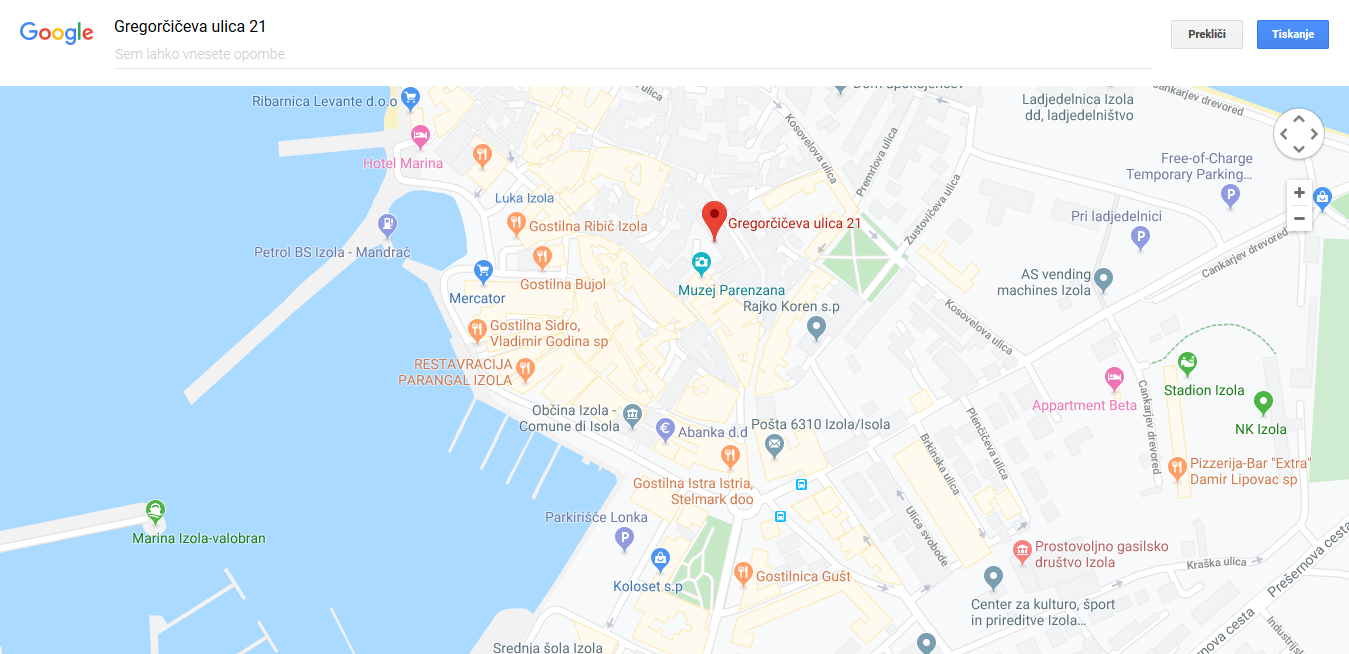 Google
Gregorčičeva ulica 21
Sem lahko vnesete opombe.
Prekliči
Tiskanje
Ribarnica Levante d.o.o
Hotel Marina
Luka Izola
Gostilna Ribič Izola
Petrol BS Izola - Mandrač
Gostilna Bujol
Mercator
Gostilna Sidro,
Vladimir Godina sp
RESTAVRACIJA
PARANGAL IZOLA
Občina Izola -
Comune di Isola
Abanka d.d
Pošta 6310 Izola/Isola
Gostilna Istra Istria,
Stelmark doo
Parkirišče Lonka
Koloset s.p
Gostilnica Gušt
Srednja šola Izola
Marina Izola-valobran
Gregorčičeva ulica 21
Muzej Parenzana
Rajko Koren s.p
Kosovelova ulica
Premrlova ulica
Zustovičeva ulica
Ladjedelnica Izola
dd, ladjedelništvo
Cankarjev drevored
Free-of-Charge
Temporary Parking...
P
Pri ladjedelnici
P
Cankarjev drevored
AS vending
machines Izola
Kosovelova ulica
Stadion Izola
Appartment Beta
Cankarjev drevored
NK Izola
Pizzerija-Bar "Extra"
Damir Lipovac sp
Plenčičeva ulica
Brkinska ulica
Ulica svobode
Prostovoljno gasilsko
društvo Izola
Kraška ulica
Prešernova cesta
Center za kulturo, šport
in prireditve Izola...
P
€
+
−